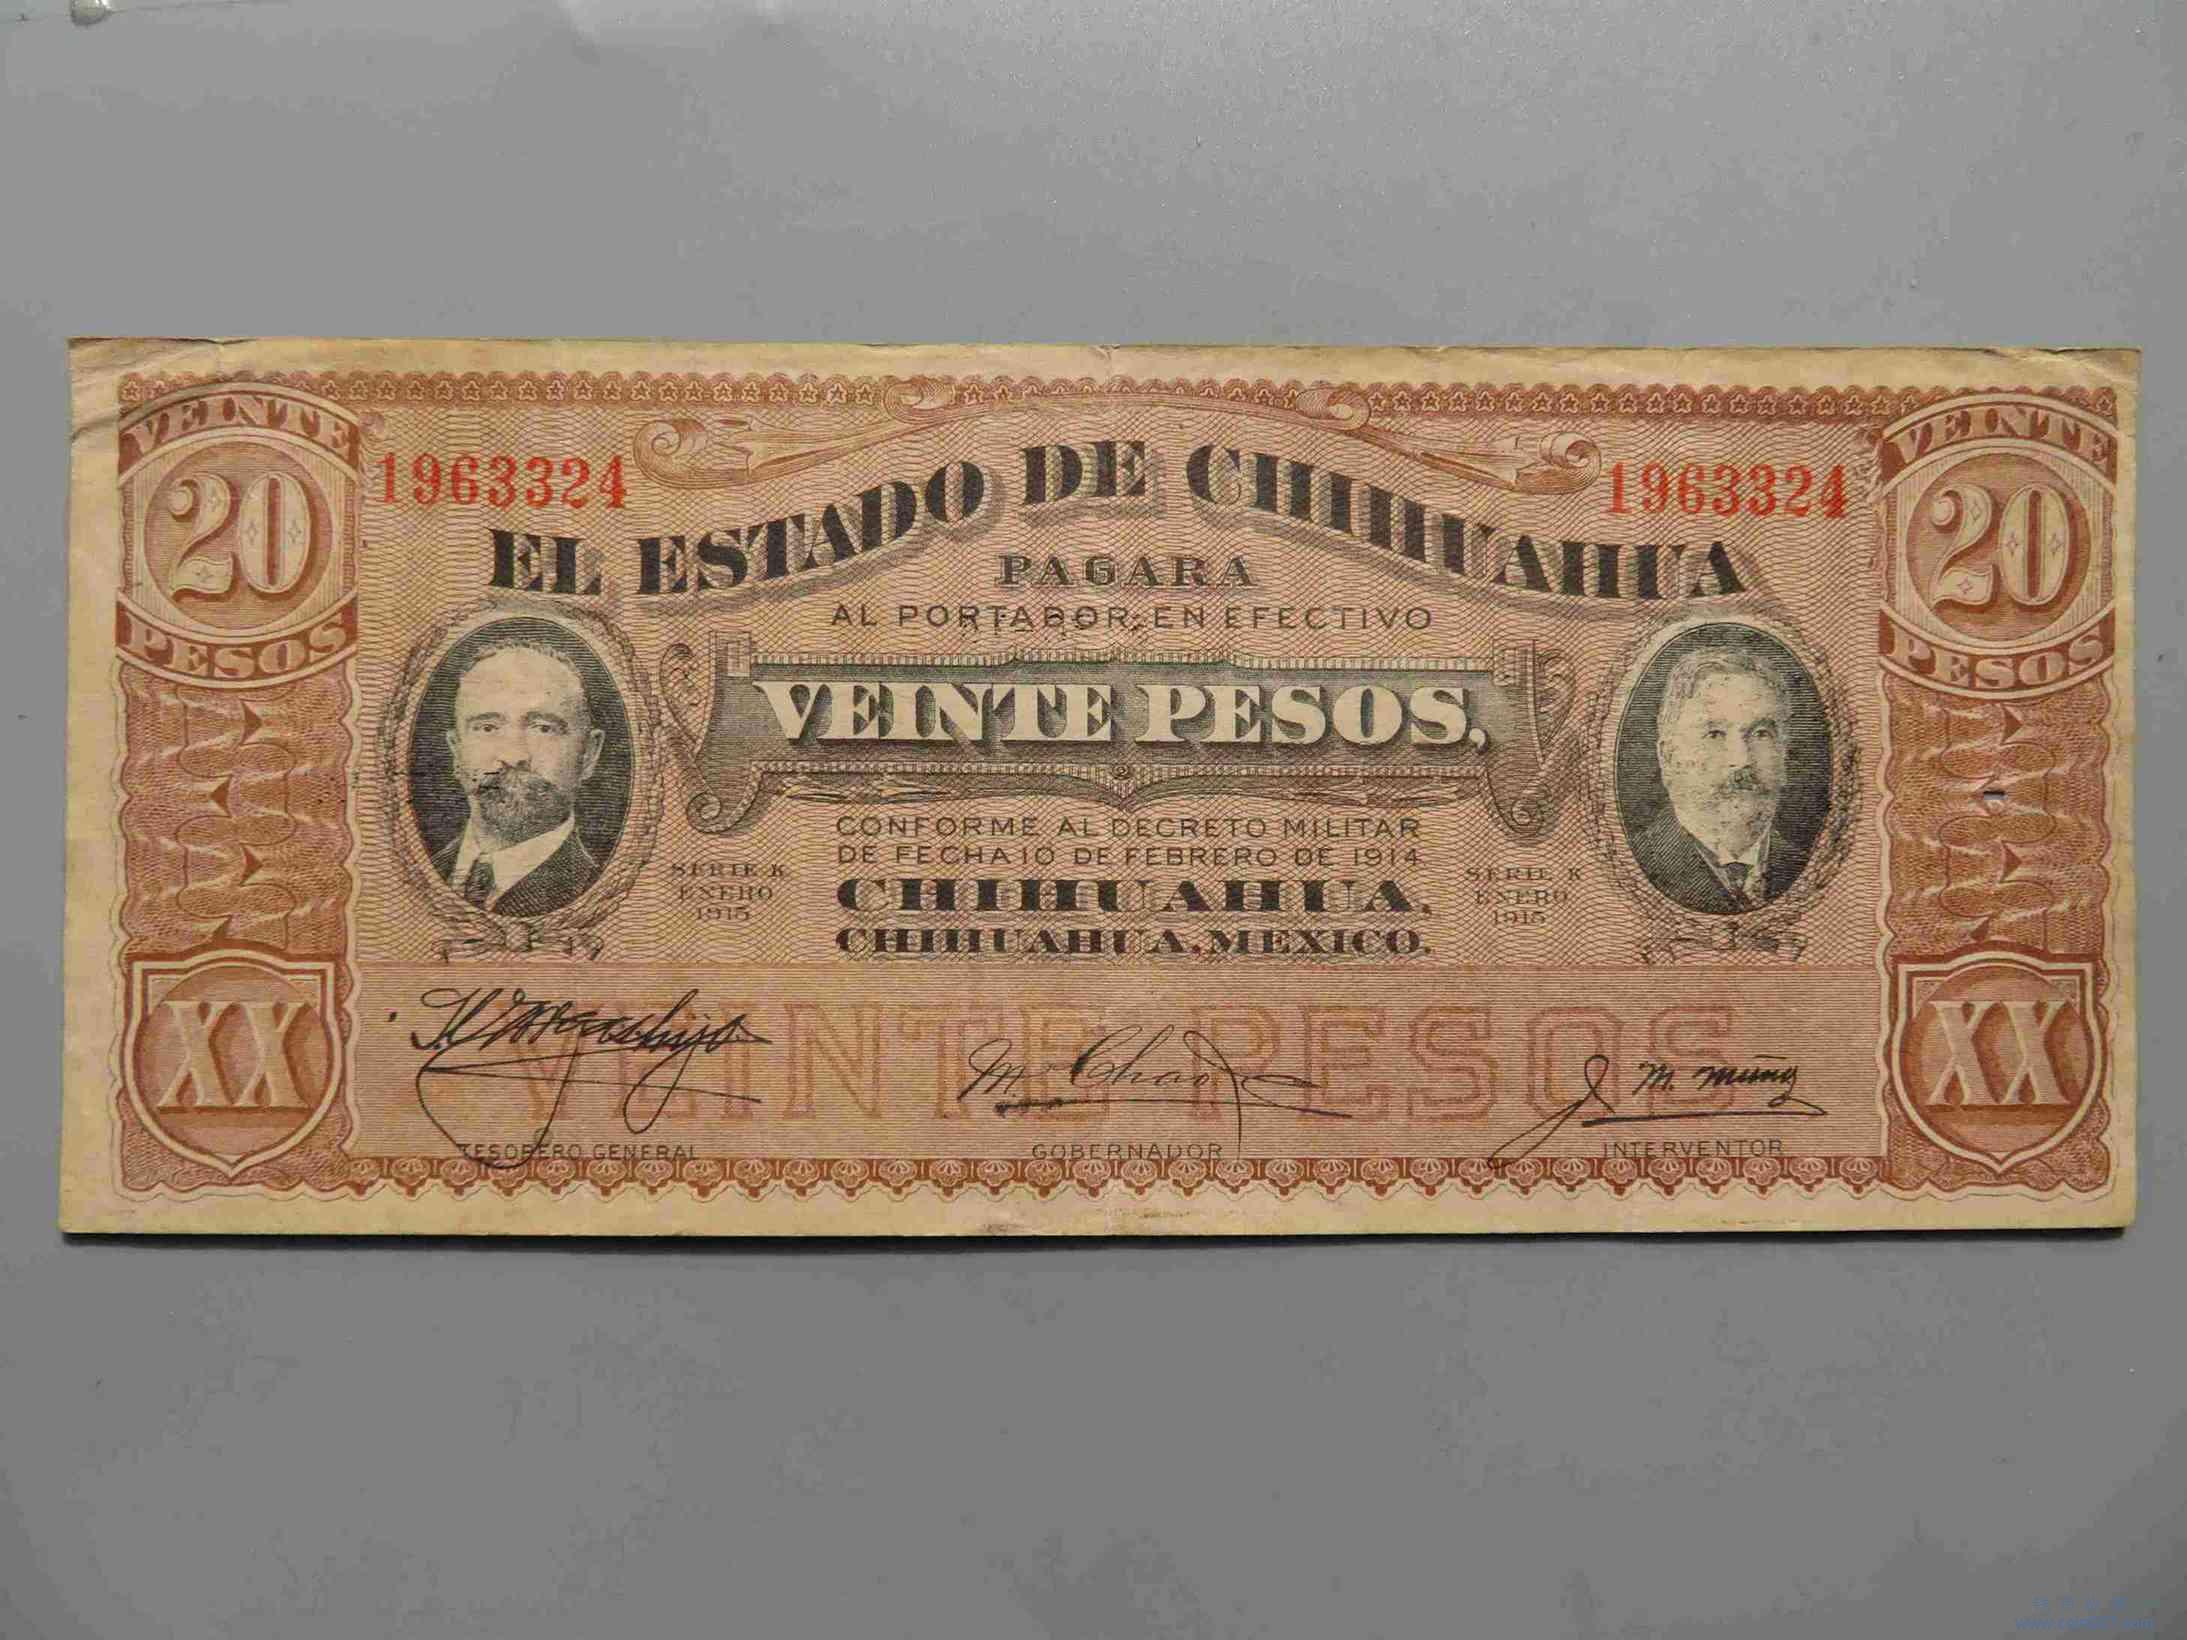 VEINTE
20
PESOS
1963324
EL ESTADO DE CHIHUAHUA
1963324
VEINTE
20
PESOS
PAGARA
AL PORTADOR EN EFECTIVO
VEINTE PESOS,
CONFORME AL DECRETO MILITAR
DE FECHA 10 DE FEBRERO DE 1914
CHIHUAHUA,
CHIHUAHUA, MEXICO.
SERIE K
ENERO
1915
SERIE K
ENERO
1915
XX
VEINTE PESOS
XX
M. Chao
J. M. Muñoz
TESORERO GENERAL
GOBERNADOR
INTERVENTOR